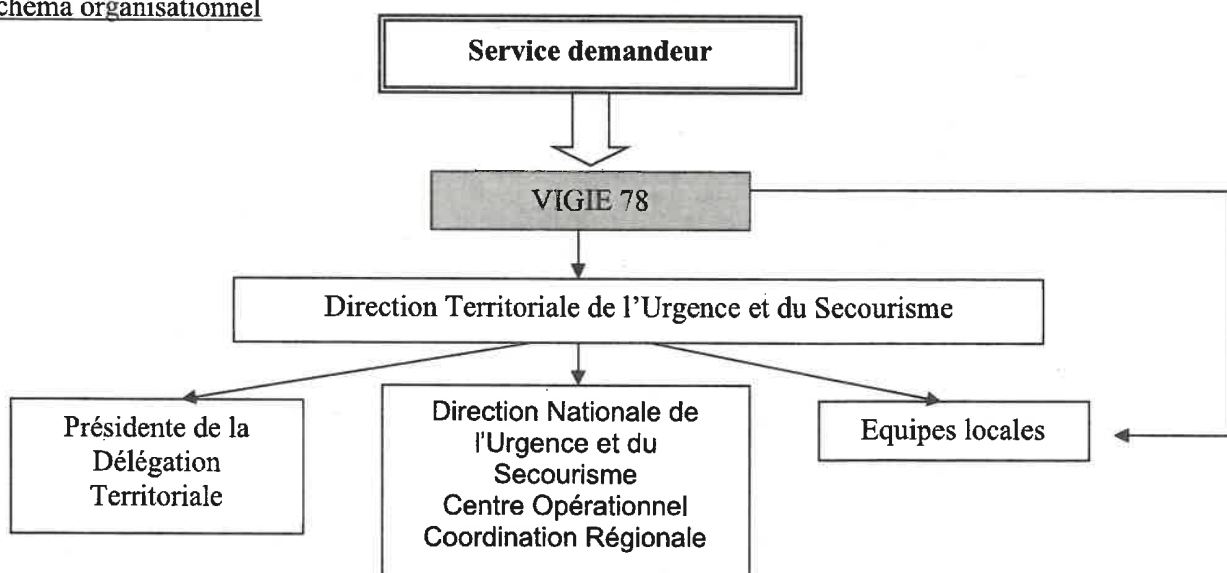 chéma organisationnel
Service demandeur
VIGIE 78
Direction Territoriale de l’Urgence et du Secourisme
Présidente de la
Délégation
Territoriale
Direction Nationale de
l'Urgence et du
Secourisme
Centre Opérationnel
Coordination Régionale
Equipes locales